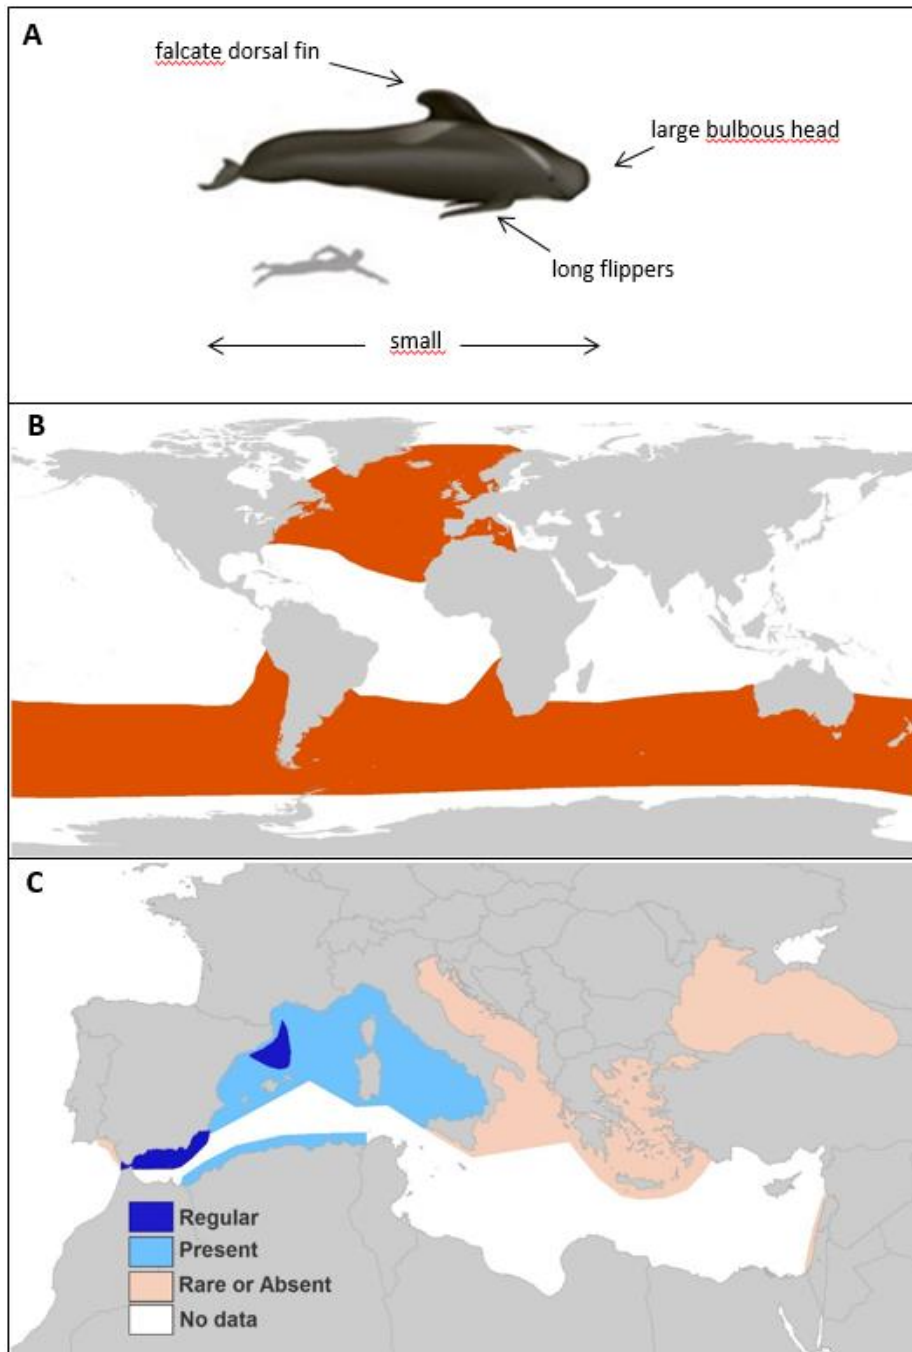 A
falcate dorsal fin
large bulbous head
long flippers
small
B
C
Regular
Present
Rare or Absent
No data